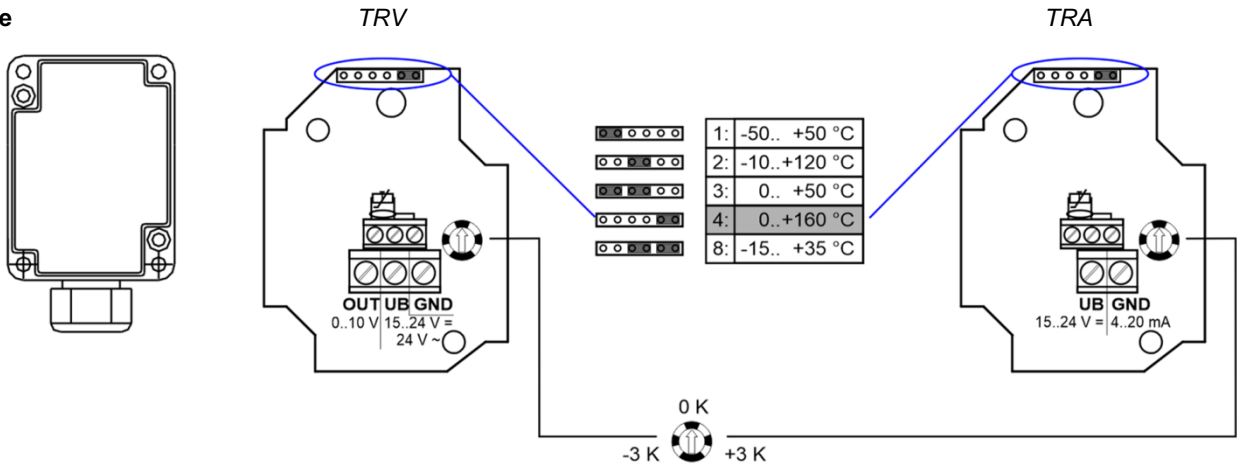 e
TRV
TRA
1: -50.. +50 °C
2: -10..+120 °C
3: 0.. +50 °C
4: 0..+160 °C
8: -15.. +35 °C
OUT UB GND
0..10 V 15..24 V =
24 V ~
UB GND
15..24 V = 4..20 mA
0 K
-3 K +3 K